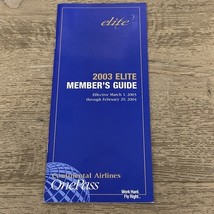 elite
2003 ELITE
MEMBER'S GUIDE
Effective March 1, 2003
through February 29, 2004
Continental Airlines
OnePass
Work Hard.
Fly Right.